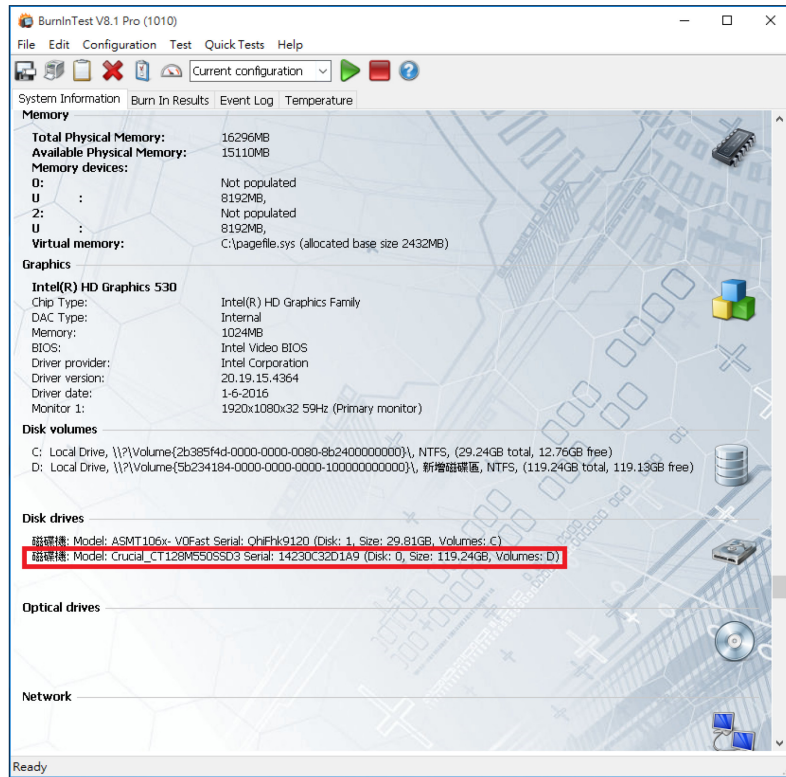 BurnInTest V8.1 Pro (1010)
File Edit Configuration Test Quick Tests Help
Current configuration
System Information Burn In Results Event Log Temperature
Memory
Total Physical Memory: 16296MB
Available Physical Memory: 15110MB
Memory devices:
0: Not populated
U : 8192MB,
2: Not populated
U : 8192MB,
Virtual memory: C:\pagefile.sys (allocated base size 2432MB)
Graphics
Intel(R) HD Graphics 530
Chip Type: Intel(R) HD Graphics Family
DAC Type: Internal
Memory: 1024MB
BIOS: Intel Video BIOS
Driver provider: Intel Corporation
Driver version: 20.19.15.4364
Driver date: 1-6-2016
Monitor 1: 1920x1080x32 59Hz (Primary monitor)
Disk volumes
C: Local Drive, \\?\Volume{2b385f4d-0000-0000-0080-8b2400000000}\, NTFS, (29.24GB total, 12.76GB free)
D: Local Drive, \\?\Volume{5b234184-0000-0000-0000-100000000000}\, 新增磁碟區, NTFS, (119.24GB total, 119.13GB free)
Disk drives
磁碟機: Model: ASMT106x- V0Fast Serial: QhiFhk9120 (Disk: 1, Size: 29.81GB, Volumes: C)
磁碟機: Model: Crucial_CT128M550SSD3 Serial: 14230C32D1A9 (Disk: 0, Size: 119.24GB, Volumes: D)
Optical drives
Network
Ready